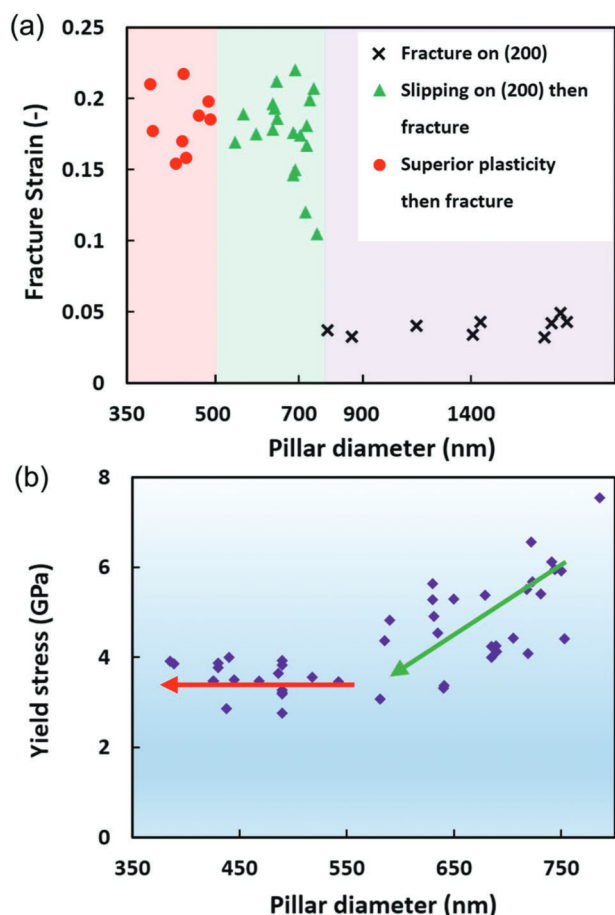 (a)
0.25
0.2
0.15
0.1
0.05
0
Fracture Strain (-)
Fracture on (200)
Slipping on (200) then
fracture
Superior plasticity
then fracture
350 500 700 900 1400
Pillar diameter (nm)
(b)
8
6
4
2
0
Yield stress (GPa)
350 450 550 650 750
Pillar diameter (nm)